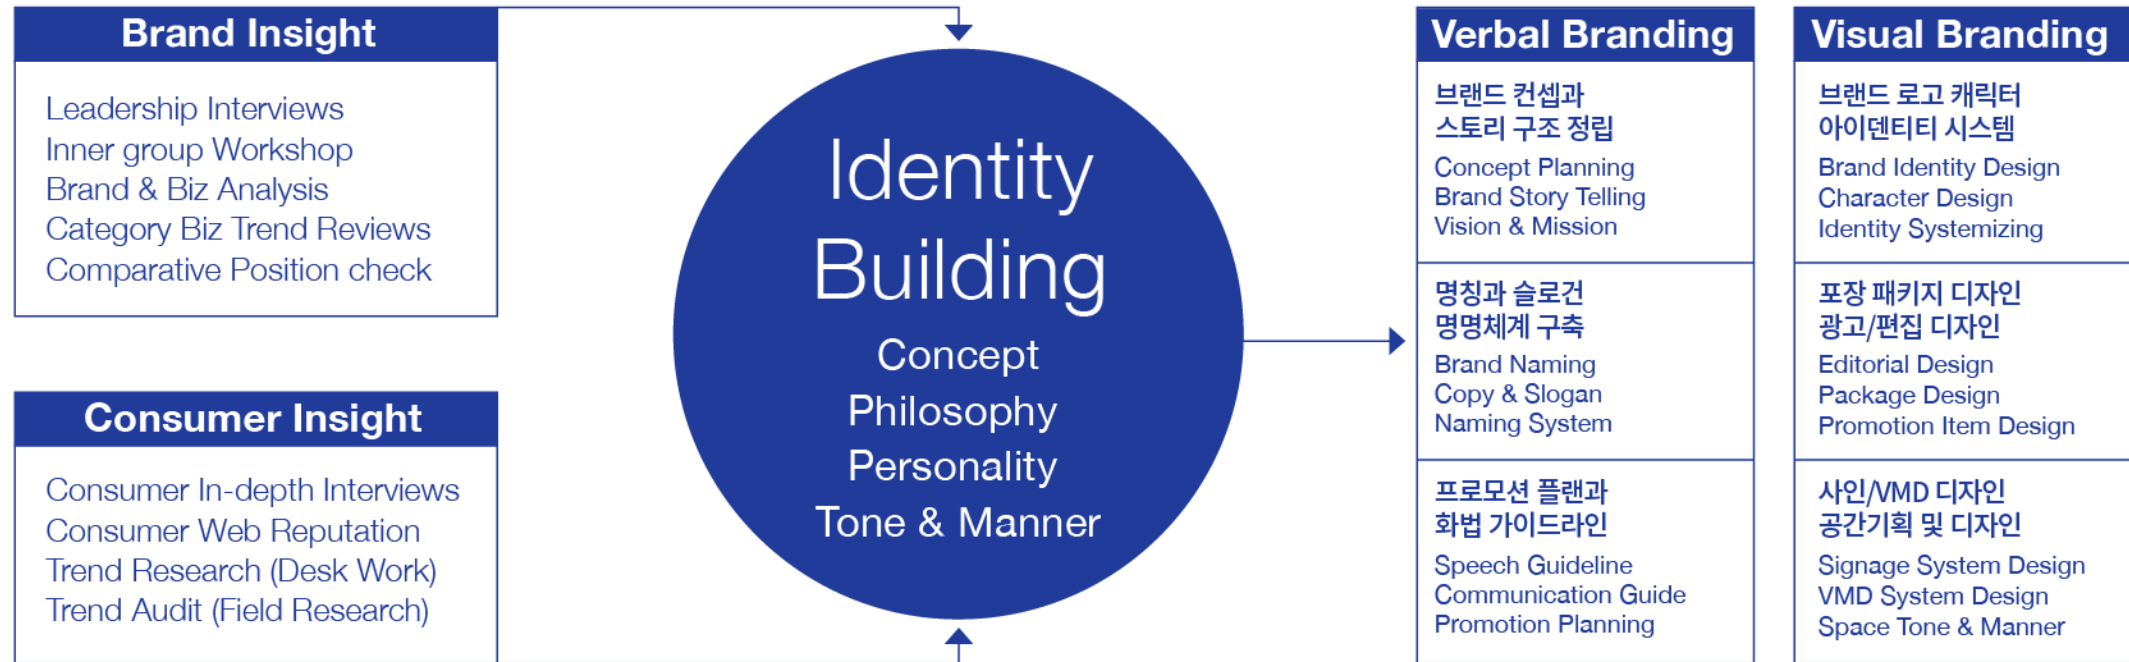 Brand Insight
Leadership Interviews
Inner group Workshop
Brand & Biz Analysis
Category Biz Trend Reviews
Comparative Position check
Consumer Insight
Consumer In-depth Interviews
Consumer Web Reputation
Trend Research (Desk Work)
Trend Audit (Field Research)
Identity
Building
Concept
Philosophy
Personality
Tone & Manner
Verbal Branding
브랜드 컨셉과
스토리 구조 정립
Concept Planning
Brand Story Telling
Vision & Mission
명칭과 슬로건
명명체계 구축
Brand Naming
Copy & Slogan
Naming System
프로모션 플랜과
화법 가이드라인
Speech Guideline
Communication Guide
Promotion Planning
Visual Branding
브랜드 로고 캐릭터
아이덴티티 시스템
Brand Identity Design
Character Design
Identity Systemizing
포장 패키지 디자인
광고/편집 디자인
Editorial Design
Package Design
Promotion Item Design
사인/VMD 디자인
공간기획 및 디자인
Signage System Design
VMD System Design
Space Tone & Manner